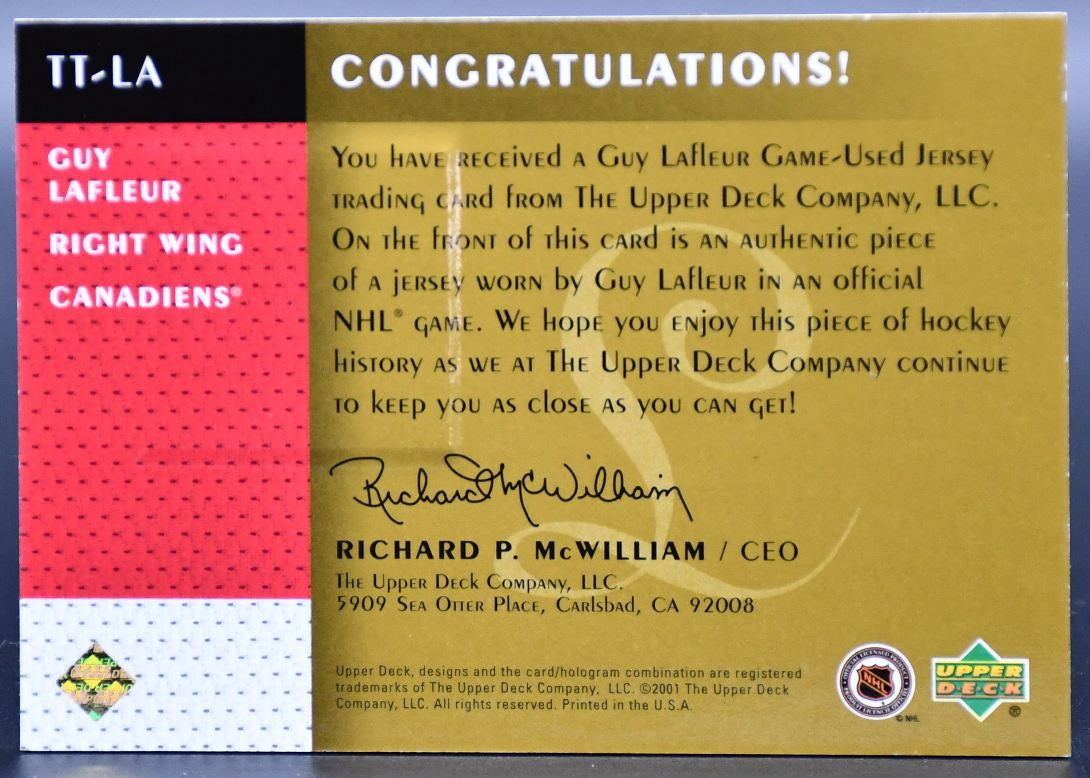 TT-LA
GUY
LAFLEUR
RIGHT WING
CANADIENS®
CONGRATULATIONS!
You have received a Guy Lafleur Game-Used Jersey
trading card from The Upper Deck Company, LLC.
On the front of this card is an authentic piece
of a jersey worn by Guy Lafleur in an official
NHL® game. We hope you enjoy this piece of hockey
history as we at The Upper Deck Company continue
to keep you as close as you can get!
Richard McWilliam
RICHARD P. McWILLIAM / CEO
The Upper Deck Company, LLC.
5909 Sea Otter Place, Carlsbad, CA 92008
Upper Deck, designs and the card/hologram combination are registered
trademarks of The Upper Deck Company, LLC. ©2001 The Upper Deck
Company, LLC. All rights reserved. Printed in the U.S.A.
NHL
© NHL
UPPER
DECK
®